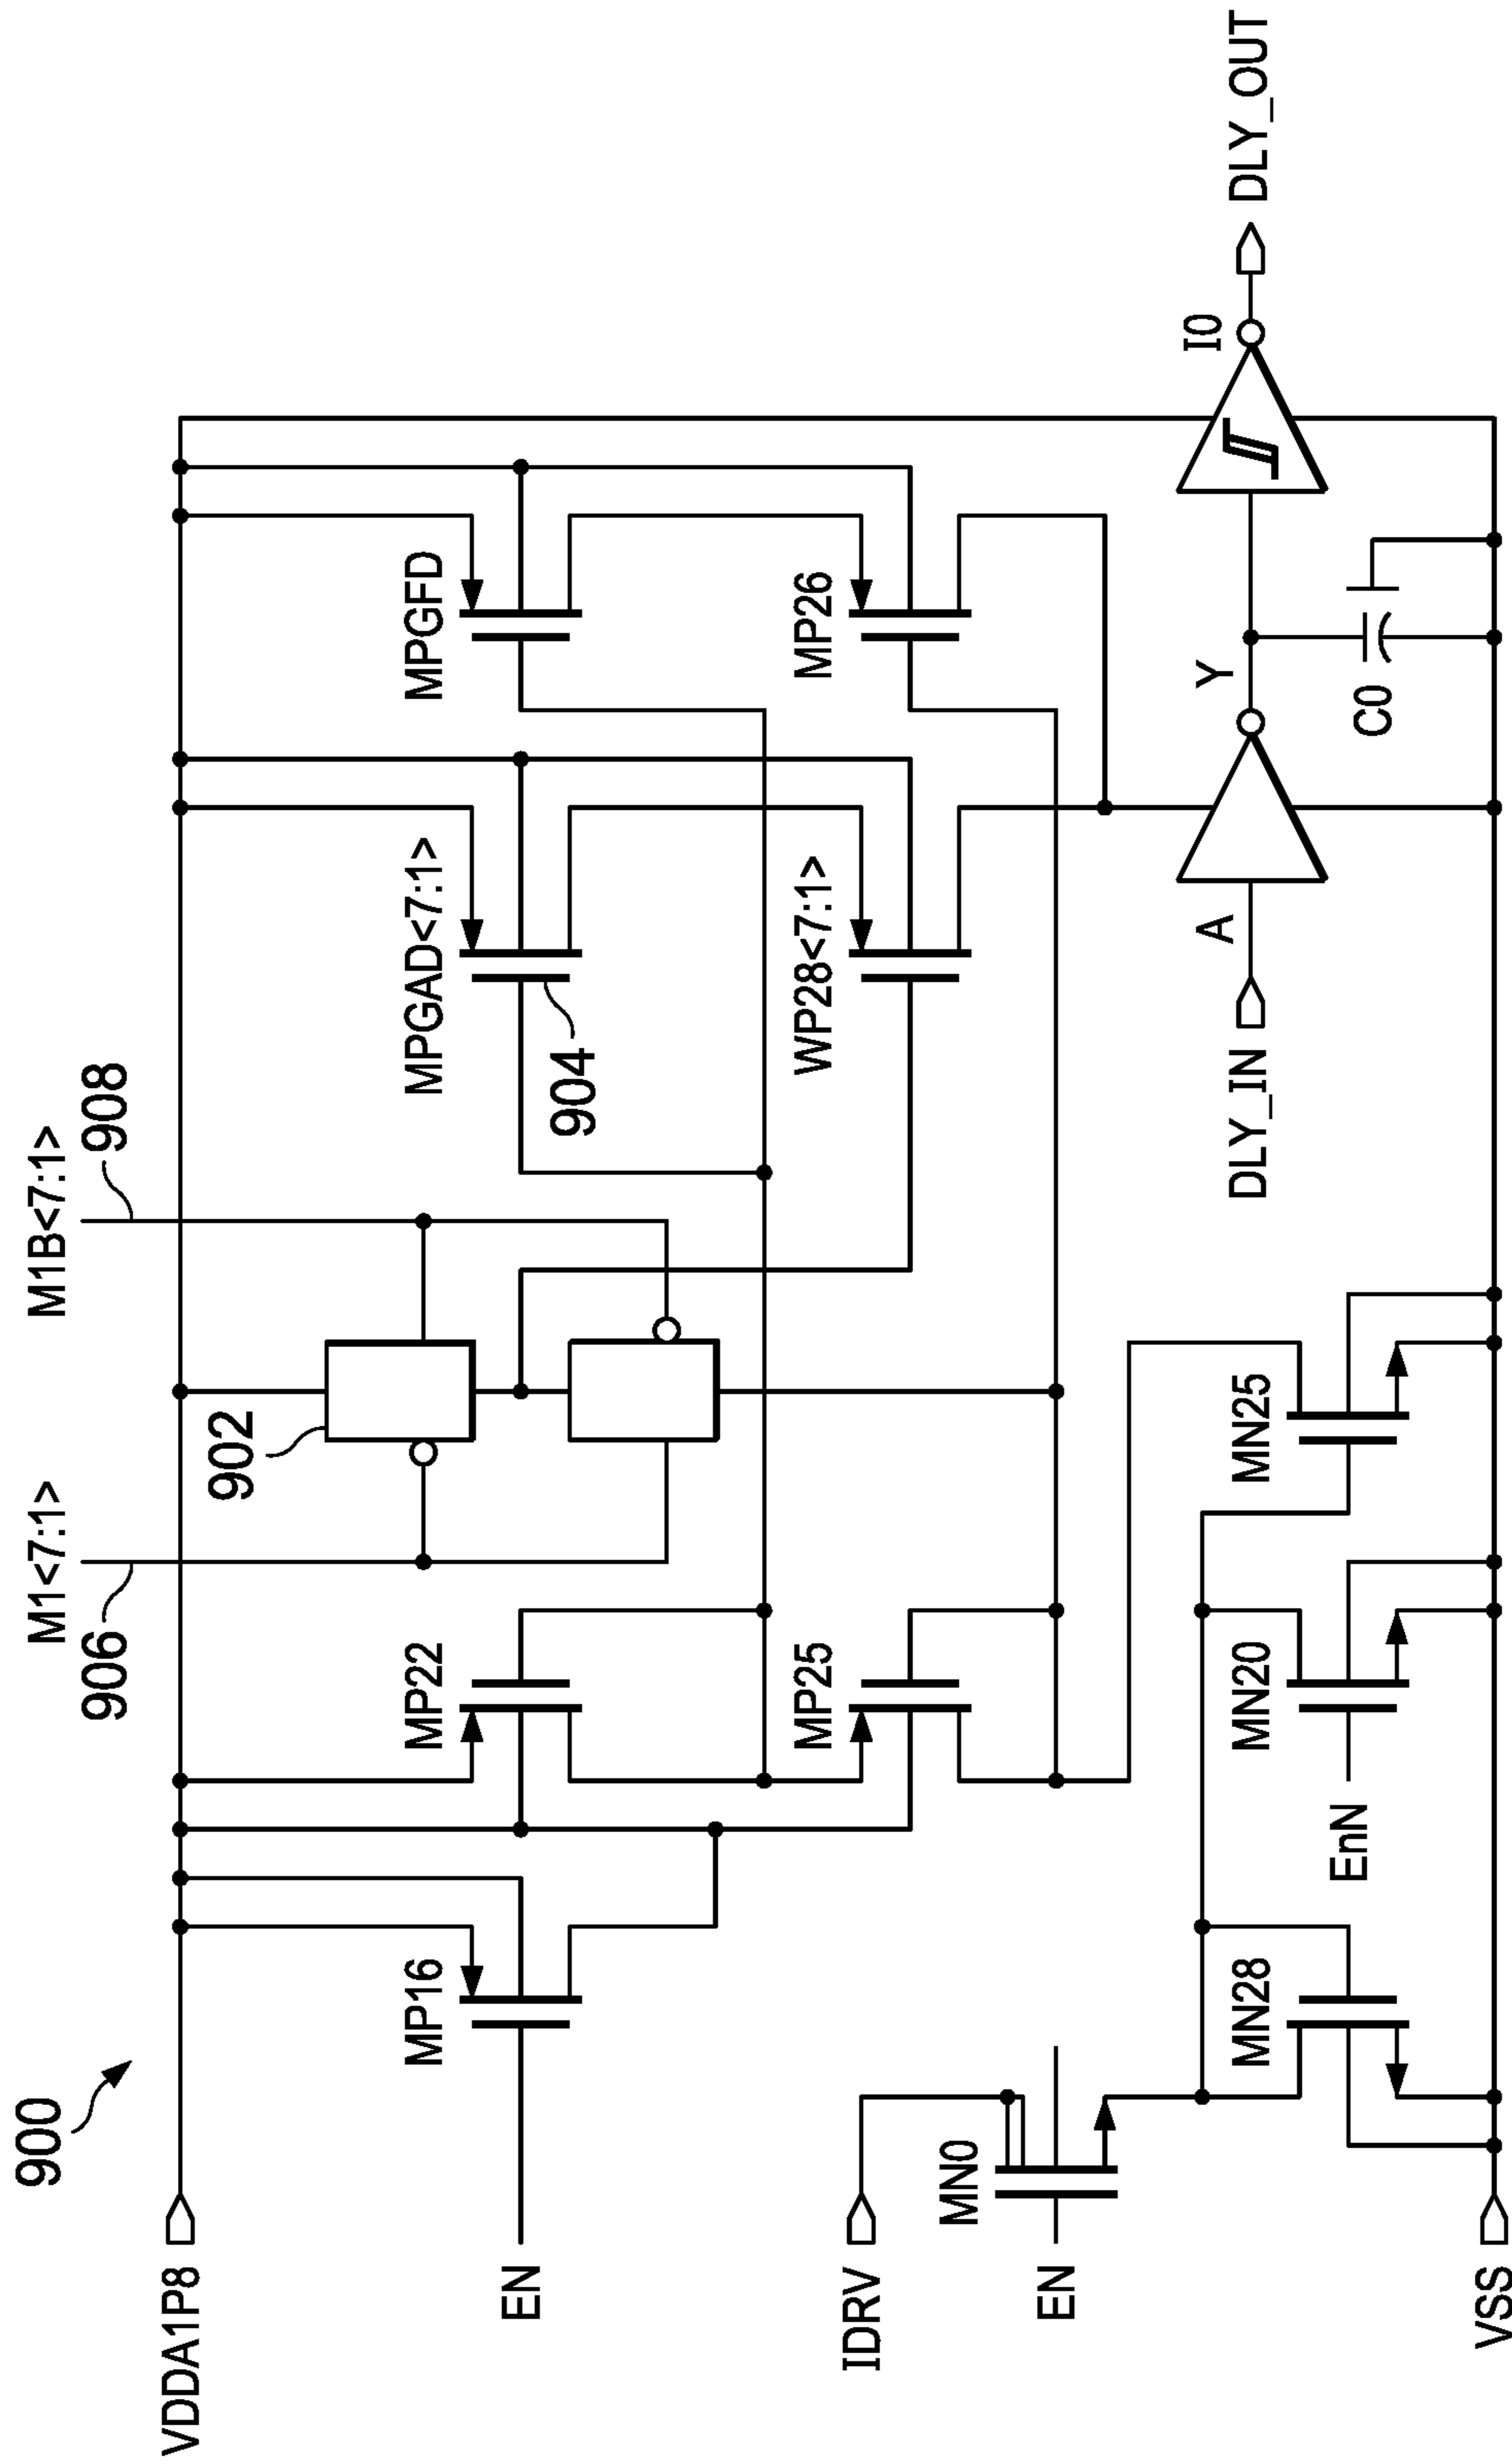 900
906
M1<7:1>
M1B<7:1>
908
VDDA1P8
902
MP16
MP22
MPGAD<7:1>
MPGFD
EN
904
MP25
WP28<7:1>
MP26
IDRV
MN0
EN
I0
A
Y
DLY_IN
DLY_OUT
MN28
MN20
MN25
EnN
C0
VSS